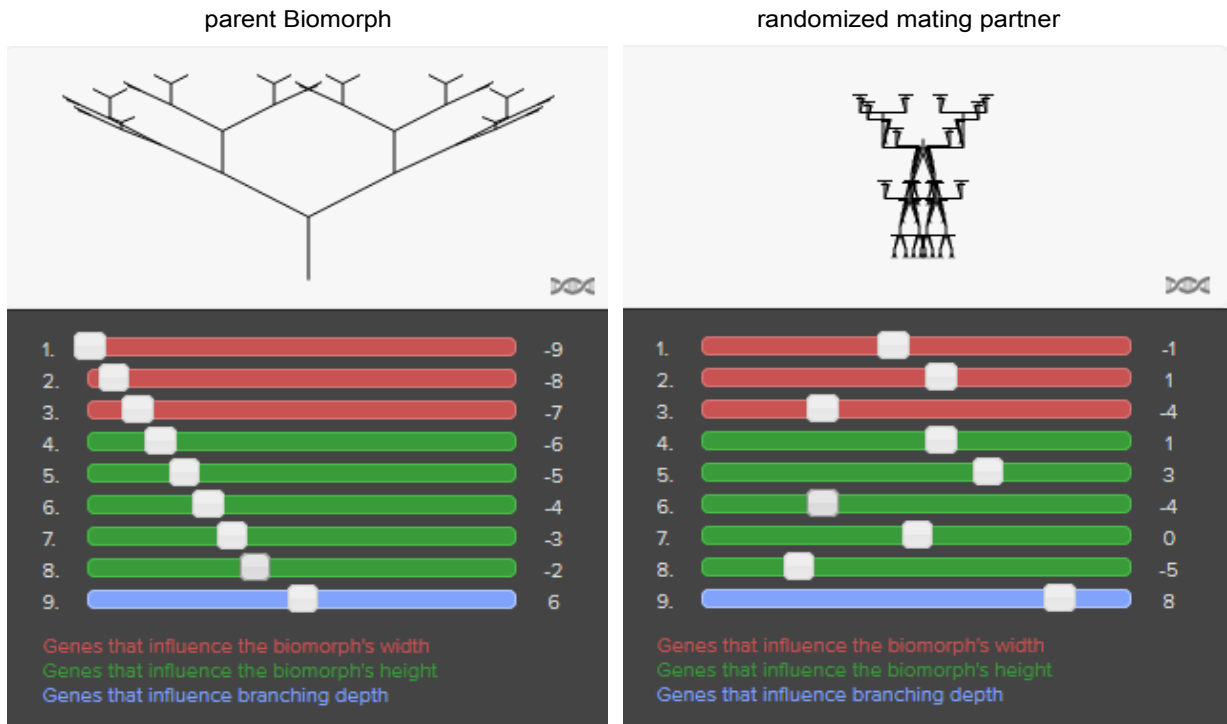 parent Biomorph
randomized mating partner
1. -9
2. -8
3. -7
4. -6
5. -5
6. -4
7. -3
8. -2
9. 6
Genes that influence the biomorph's width
Genes that influence the biomorph's height
Genes that influence branching depth
1. -1
2. 1
3. -4
4. 1
5. 3
6. -4
7. 0
8. -5
9. 8
Genes that influence the biomorph's width
Genes that influence the biomorph's height
Genes that influence branching depth